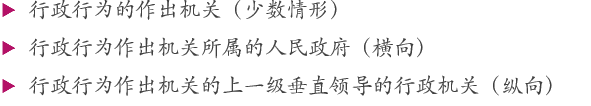 行政行为的作出机关（少数情形）
行政行为作出机关所属的人民政府（横向）
行政行为作出机关的上一级垂直领导的行政机关（纵向）